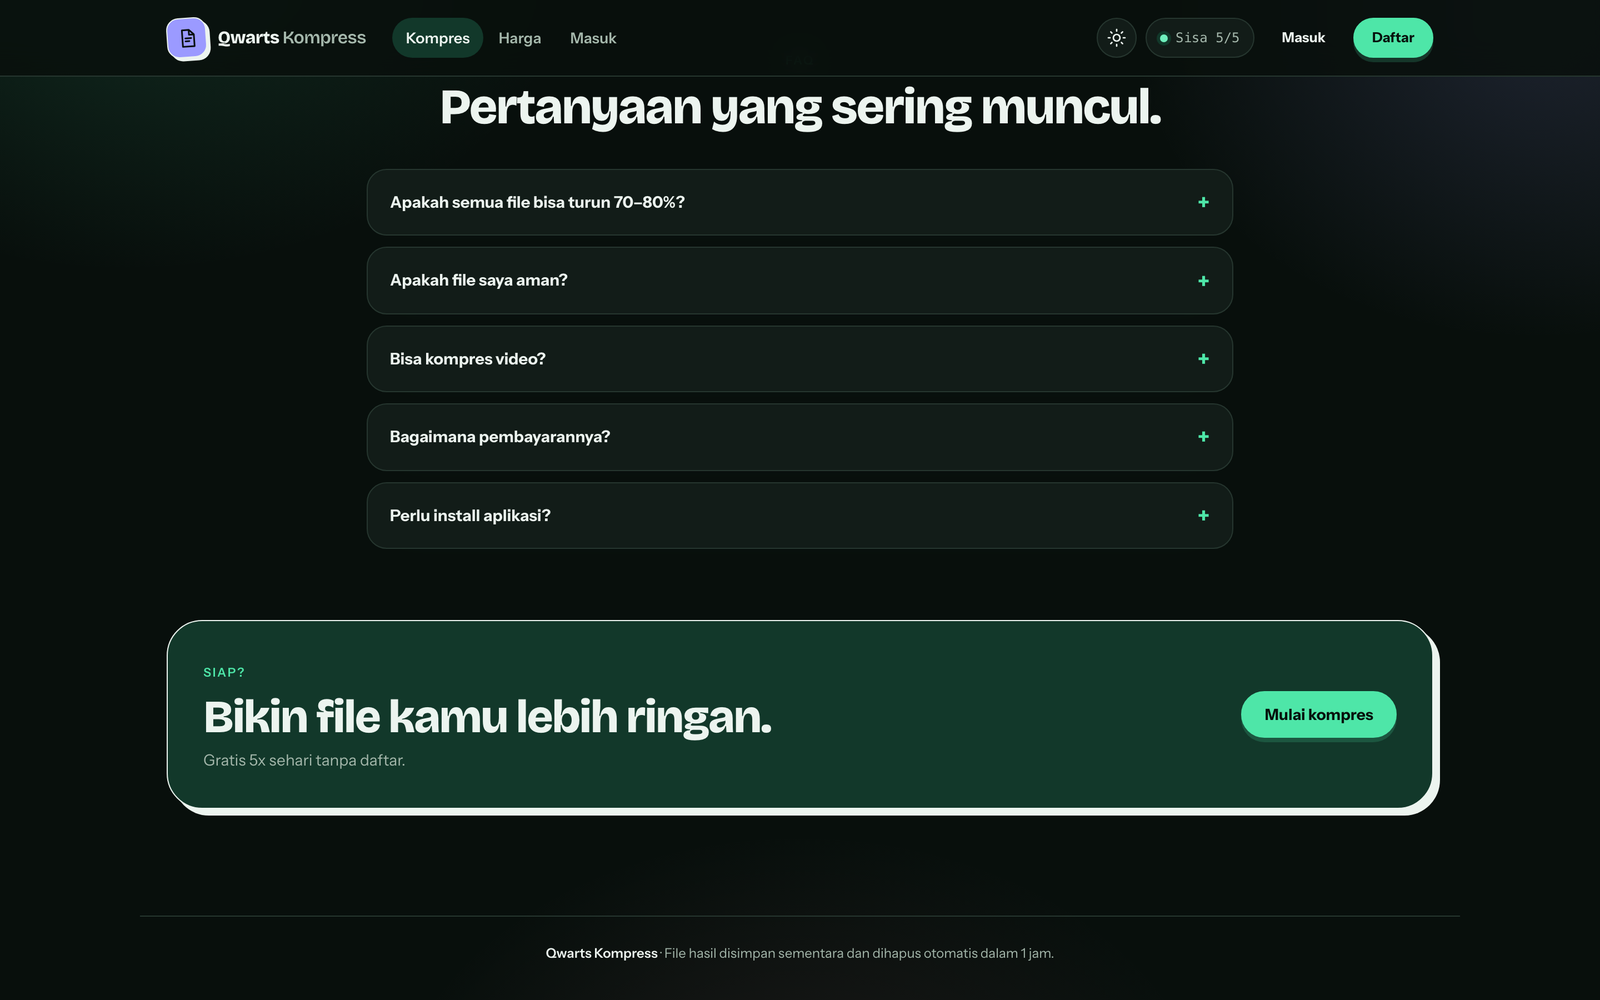 Qwarts Kompress
Kompres
Harga
Masuk
Sisa 5/5
Masuk
Daftar
Pertanyaan yang sering muncul.
Apakah semua file bisa turun 70–80%?
+
Apakah file saya aman?
+
Bisa kompres video?
+
Bagaimana pembayarannya?
+
Perlu install aplikasi?
+
SIAP?
Bikin file kamu lebih ringan.
Gratis 5x sehari tanpa daftar.
Mulai kompres
Qwarts Kompress · File hasil disimpan sementara dan dihapus otomatis dalam 1 jam.